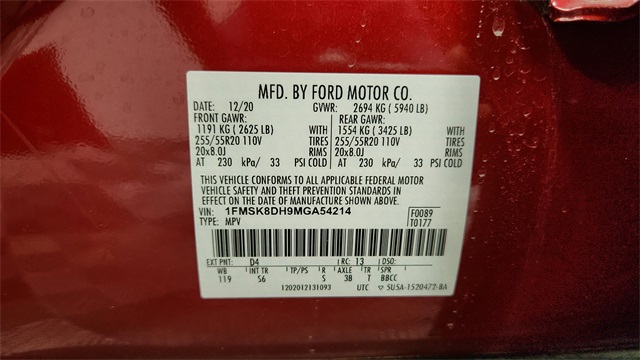 MFD. BY FORD MOTOR CO.
DATE: 12/20 GVWR: 2694 KG ( 5940 LB)
FRONT GAWR: REAR GAWR:
1191 KG ( 2625 LB) WITH 1554 KG ( 3425 LB) WITH
255/55R20 110V TIRES 255/55R20 110V TIRES
20x8.0J RIMS 20x8.0J RIMS
AT 230 kPa/ 33 PSI COLD AT 230 kPa/ 33 PSI COLD
THIS VEHICLE CONFORMS TO ALL APPLICABLE FEDERAL MOTOR
VEHICLE SAFETY AND THEFT PREVENTION STANDARDS IN
EFFECT ON THE DATE OF MANUFACTURE SHOWN ABOVE.
VIN: 1FMSK8DH9MGA54214 F0089
TYPE: MPV T0177
EXT PNT: D4 RC: 13 DSO:
WB INT TR TP/PS R AXLE TR SPR
119 S6 S 3B T BBCC
1202012131093 UTC 5U5A-1520472-BA